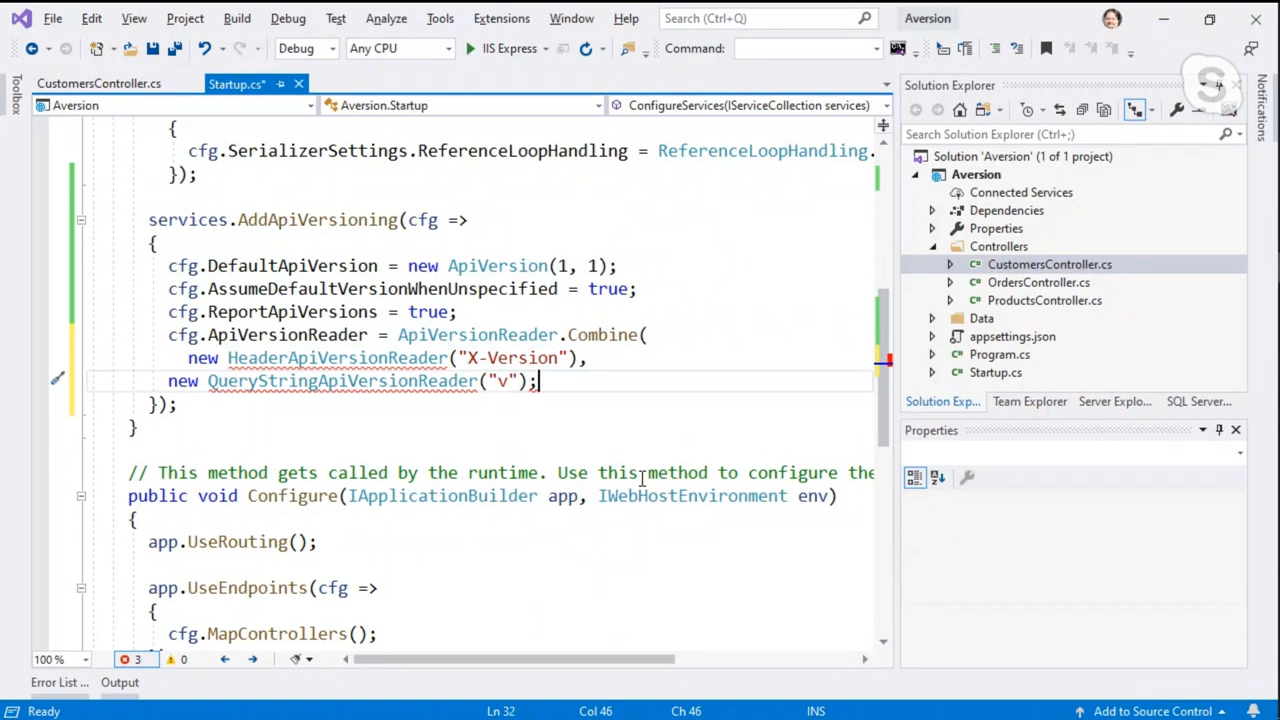 File Edit View Project Build Debug Test Analyze Tools Extensions Window Help Search (Ctrl+Q) Aversion
Debug Any CPU IIS Express Command:
Toolbox
CustomersController.cs Startup.cs*
Aversion Aversion.Startup ConfigureServices(IServiceCollection services)
{
cfg.SerializerSettings.ReferenceLoopHandling = ReferenceLoopHandling.
});
services.AddApiVersioning(cfg =>
{
cfg.DefaultApiVersion = new ApiVersion(1, 1);
cfg.AssumeDefaultVersionWhenUnspecified = true;
cfg.ReportApiVersions = true;
cfg.ApiVersionReader = ApiVersionReader.Combine(
new HeaderApiVersionReader("X-Version"),
new QueryStringApiVersionReader("v");
});
}
// This method gets called by the runtime. Use this method to configure the
public void Configure(IApplicationBuilder app, IWebHostEnvironment env)
{
app.UseRouting();
app.UseEndpoints(cfg =>
{
cfg.MapControllers();
100 % 3 0
Error List ... Output
Ready Ln 32 Col 46 Ch 46 INS Add to Source Control
Solution Explorer
Search Solution Explorer (Ctrl+;)
Solution 'Aversion' (1 of 1 project)
Aversion
Connected Services
Dependencies
Properties
Controllers
C# CustomersController.cs
C# OrdersController.cs
C# ProductsController.cs
Data
appsettings.json
C# Program.cs
C# Startup.cs
Solution Exp... Team Explorer Server Explo... SQL Server...
Properties
Notifications